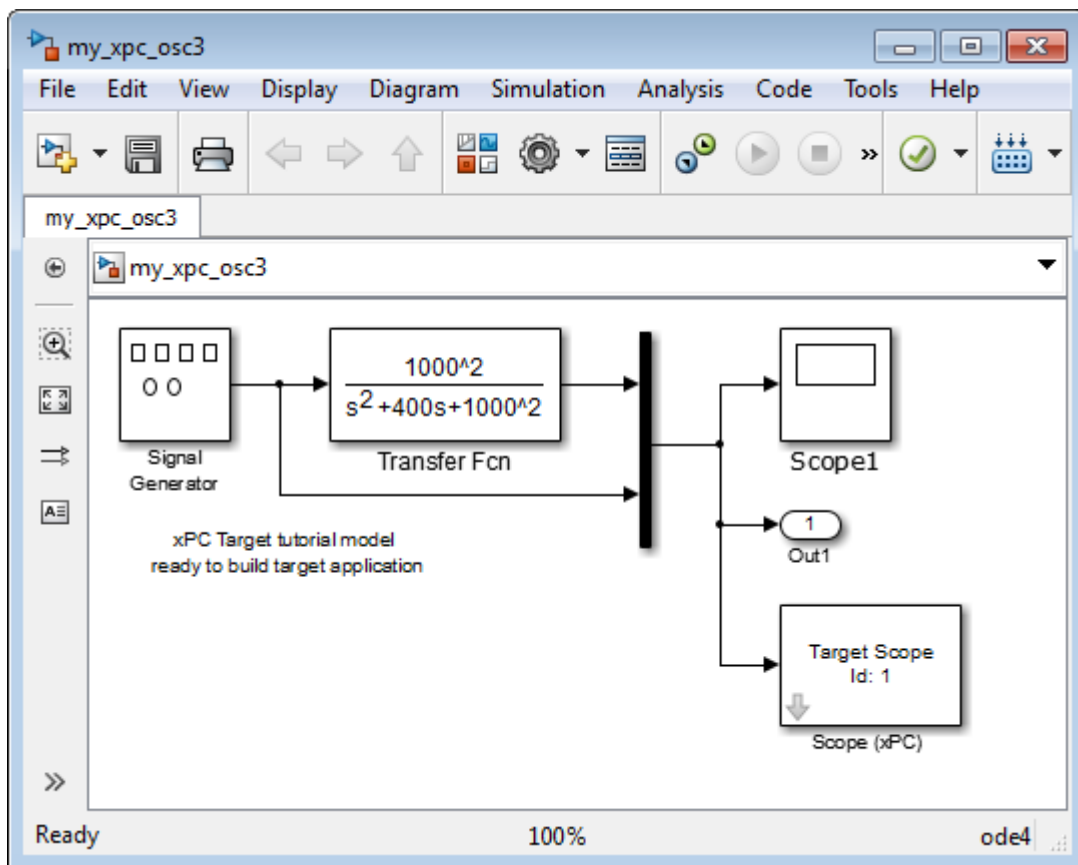 my_xpc_osc3
File Edit View Display Diagram Simulation Analysis Code Tools Help
my_xpc_osc3
my_xpc_osc3
1000^2
s^2+400s+1000^2
Signal
Generator
Transfer Fcn
Scope1
xPC Target tutorial model
ready to build target application
1
Out1
Target Scope
Id: 1
Scope (xPC)
Ready 100% ode4